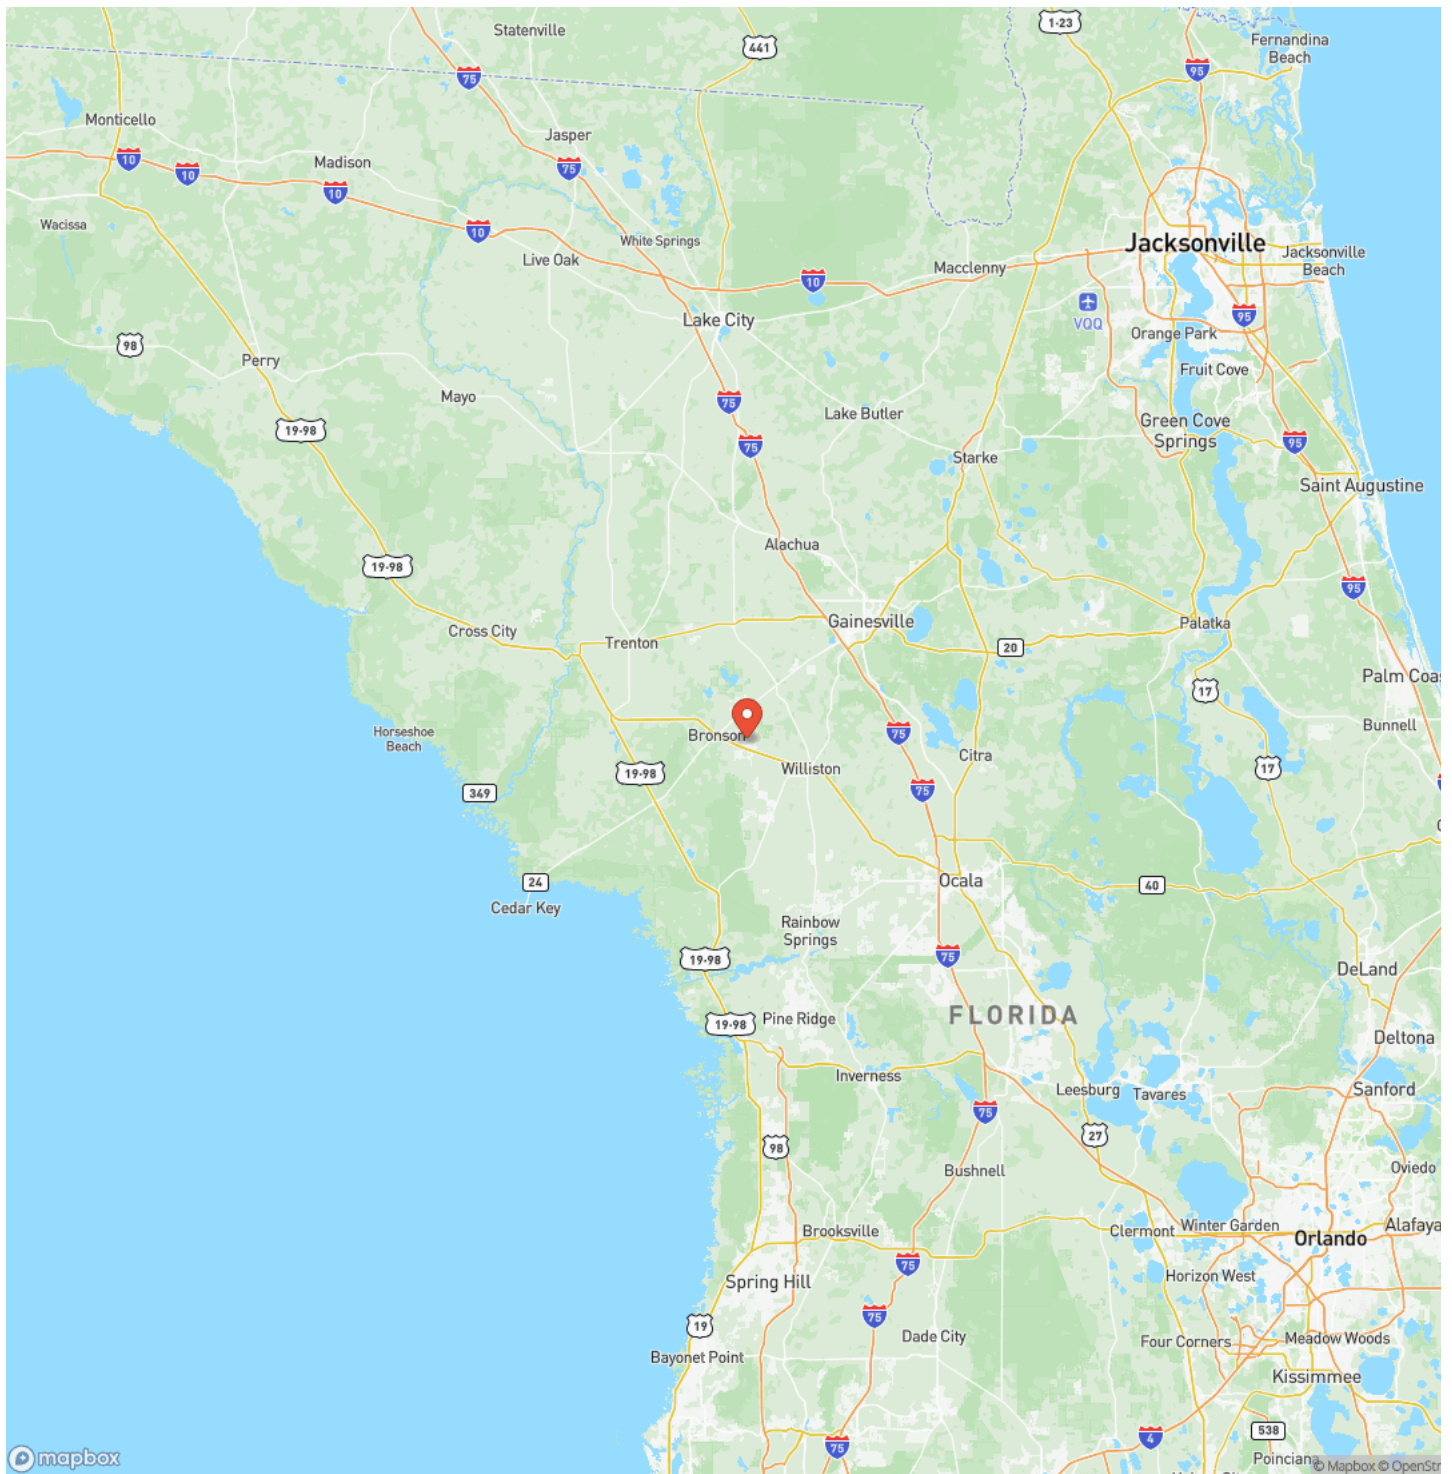 Statenville
441
1-23
Fernandina
Beach
75
95
Monticello
Jasper
10
10
Madison
75
10
Wacissa
10
White Springs
Live Oak
Jacksonville
Jacksonville
Beach
Macclenny
10
VQQ
95
Lake City
Orange Park
98
Perry
Fruit Cove
Mayo
75
Lake Butler
Green Cove
Springs
19-98
75
95
Starke
Saint Augustine
Alachua
19-98
95
Gainesville
Palatka
Cross City
Trenton
20
Palm Coas
17
Horseshoe
Beach
Bronson
75
Bunnell
Citra
19-98
Williston
17
349
75
24
Ocala
40
Cedar Key
Rainbow
Springs
19-98
75
DeLand
FLORIDA
19-98
Pine Ridge
Deltona
Inverness
Leesburg
Tavares
Sanford
75
27
98
Bushnell
Oviedo
Brooksville
Clermont
Winter Garden
Alafaya
Orlando
75
Spring Hill
Horizon West
75
19
Dade City
Four Corners
Meadow Woods
Bayonet Point
Kissimmee
538
4
75
mapbox
Poinciana
© Mapbox © OpenStr